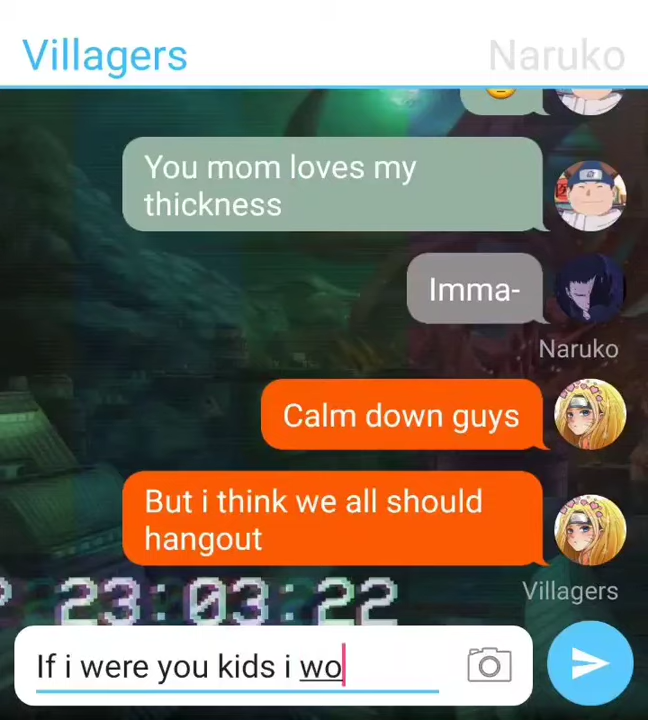 Villagers Naruko
You mom loves my
thickness
Imma-
Naruko
Calm down guys
But i think we all should
hangout
Villagers
23:03:22
If i were you kids i wo